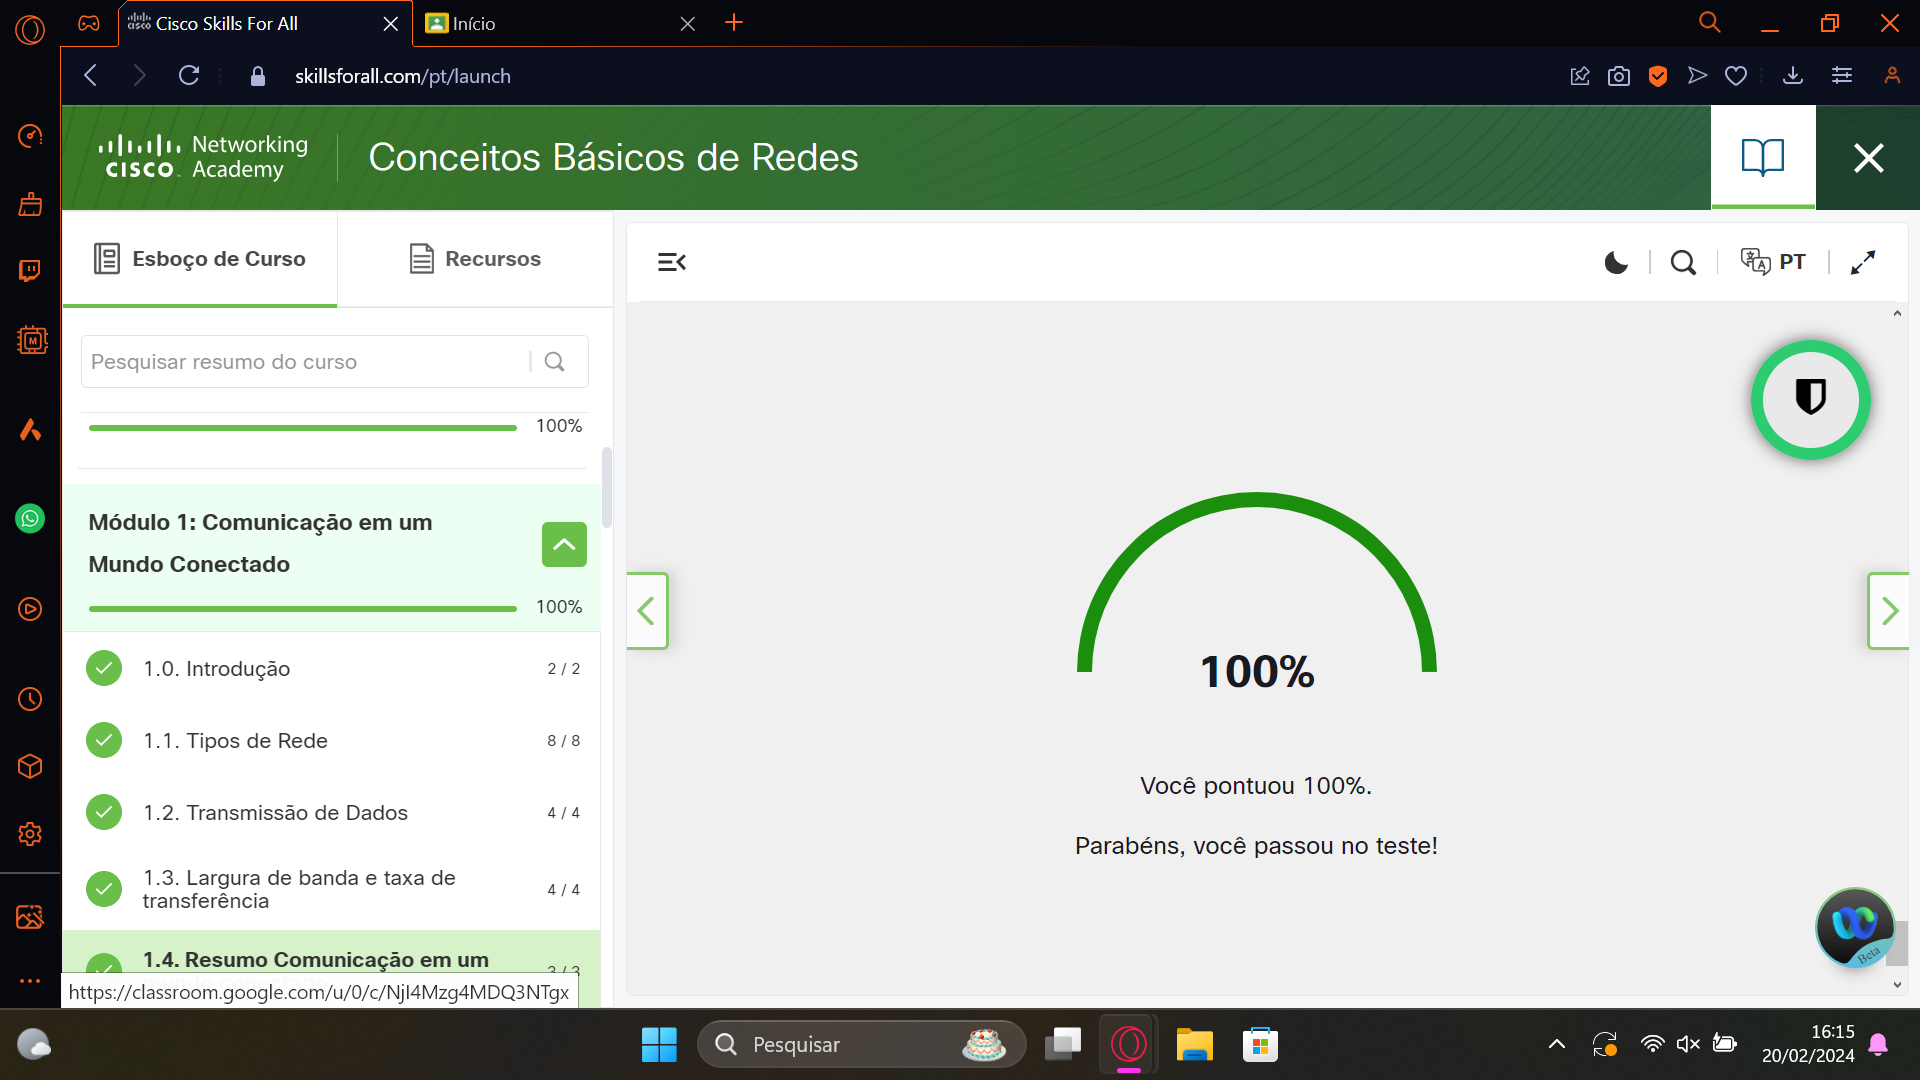 Cisco Skills For All
Início
skillsforall.com/pt/launch
CISCO
Networking
Academy
Conceitos Básicos de Redes
Esboço de Curso
Recursos
PT
Pesquisar resumo do curso
100%
Módulo 1: Comunicação em um
Mundo Conectado
100%
1.0. Introdução
2 / 2
1.1. Tipos de Rede
8 / 8
1.2. Transmissão de Dados
4 / 4
1.3. Largura de banda e taxa de
transferência
4 / 4
1.4. Resumo Comunicação em um
3 / 3
https://classroom.google.com/u/0/c/NjI4Mzg4MDQ3NTgx
100%
Você pontuou 100%.
Parabéns, você passou no teste!
Beta
Pesquisar
16:15
20/02/2024